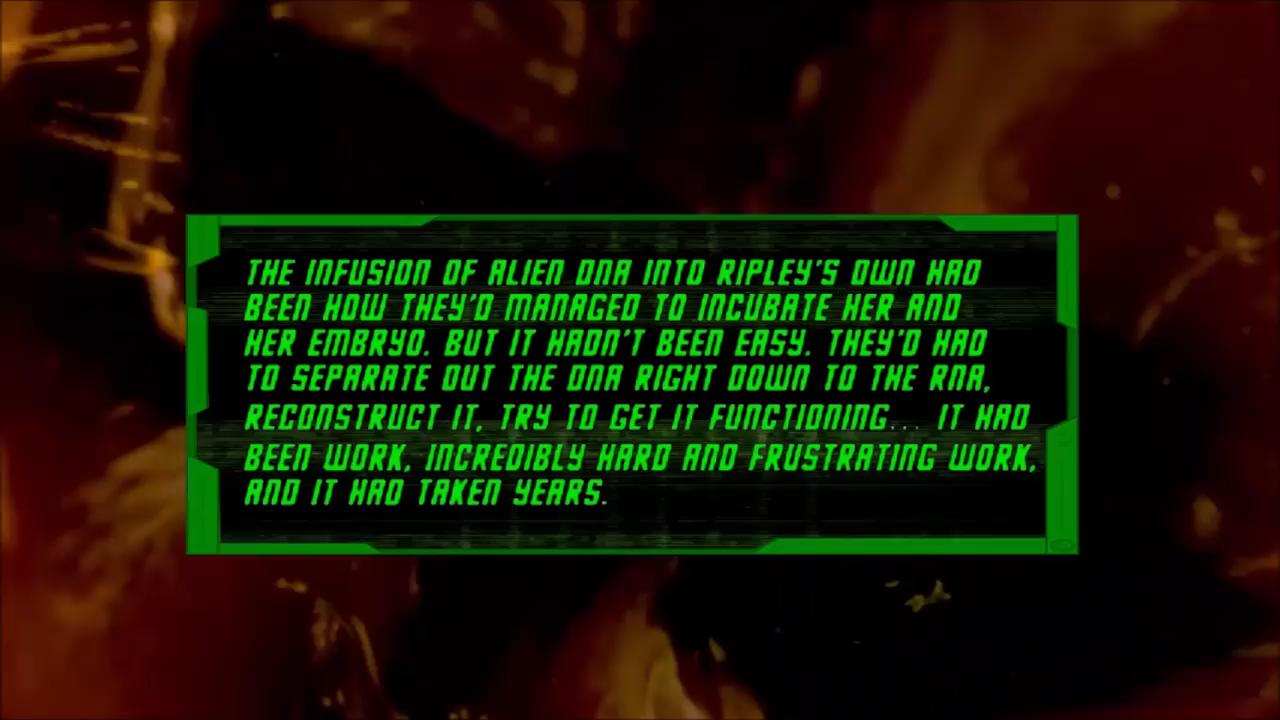 THE INFUSION OF ALIEN DNA INTO RIPLEY'S OWN HAD
BEEN HOW THEY'D MANAGED TO INCUBATE HER AND
HER EMBRYO. BUT IT HADN'T BEEN EASY. THEY'D HAD
TO SEPARATE OUT THE DNA RIGHT DOWN TO THE RNA,
RECONSTRUCT IT, TRY TO GET IT FUNCTIONING... IT HAD
BEEN WORK, INCREDIBLY HARD AND FRUSTRATING WORK,
AND IT HAD TAKEN YEARS.